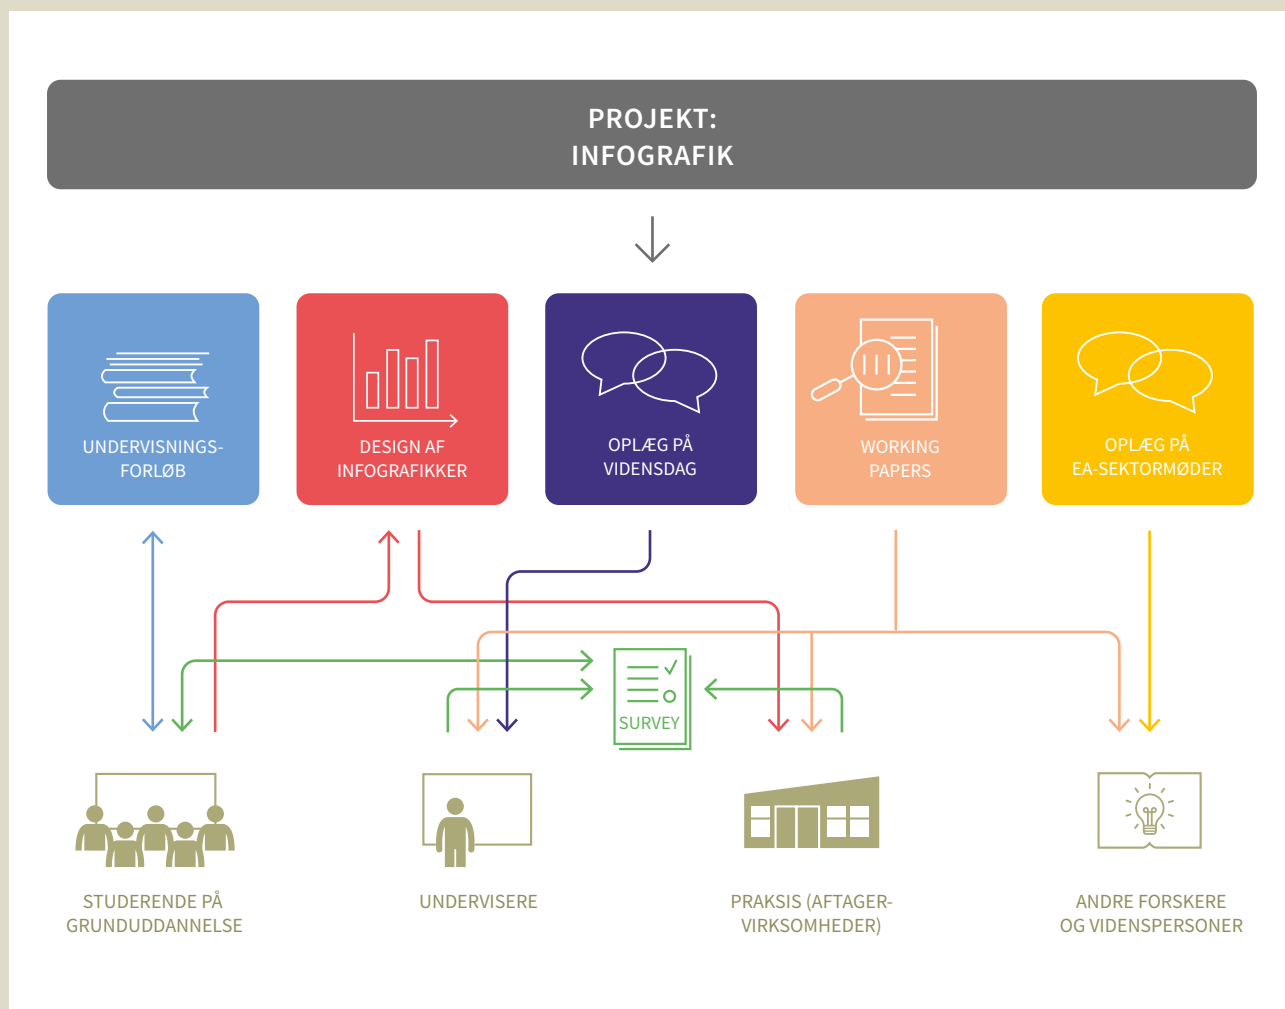 PROJEKT:
INFOGRAFIK
UNDERVISNINGS-
FORLØB
DESIGN AF
INFOGRAFIKKER
OPLÆG PÅ
VIDENSDAG
WORKING
PAPERS
OPLÆG PÅ
EA-SEKTORMØDER
SURVEY
STUDERENDE PÅ
GRUNDUDDANNELSE
UNDERVISERE
PRAKSIS (AFTAGER-
VIRKSOMHEDER)
ANDRE FORSKERE
OG VIDENSPERSONER